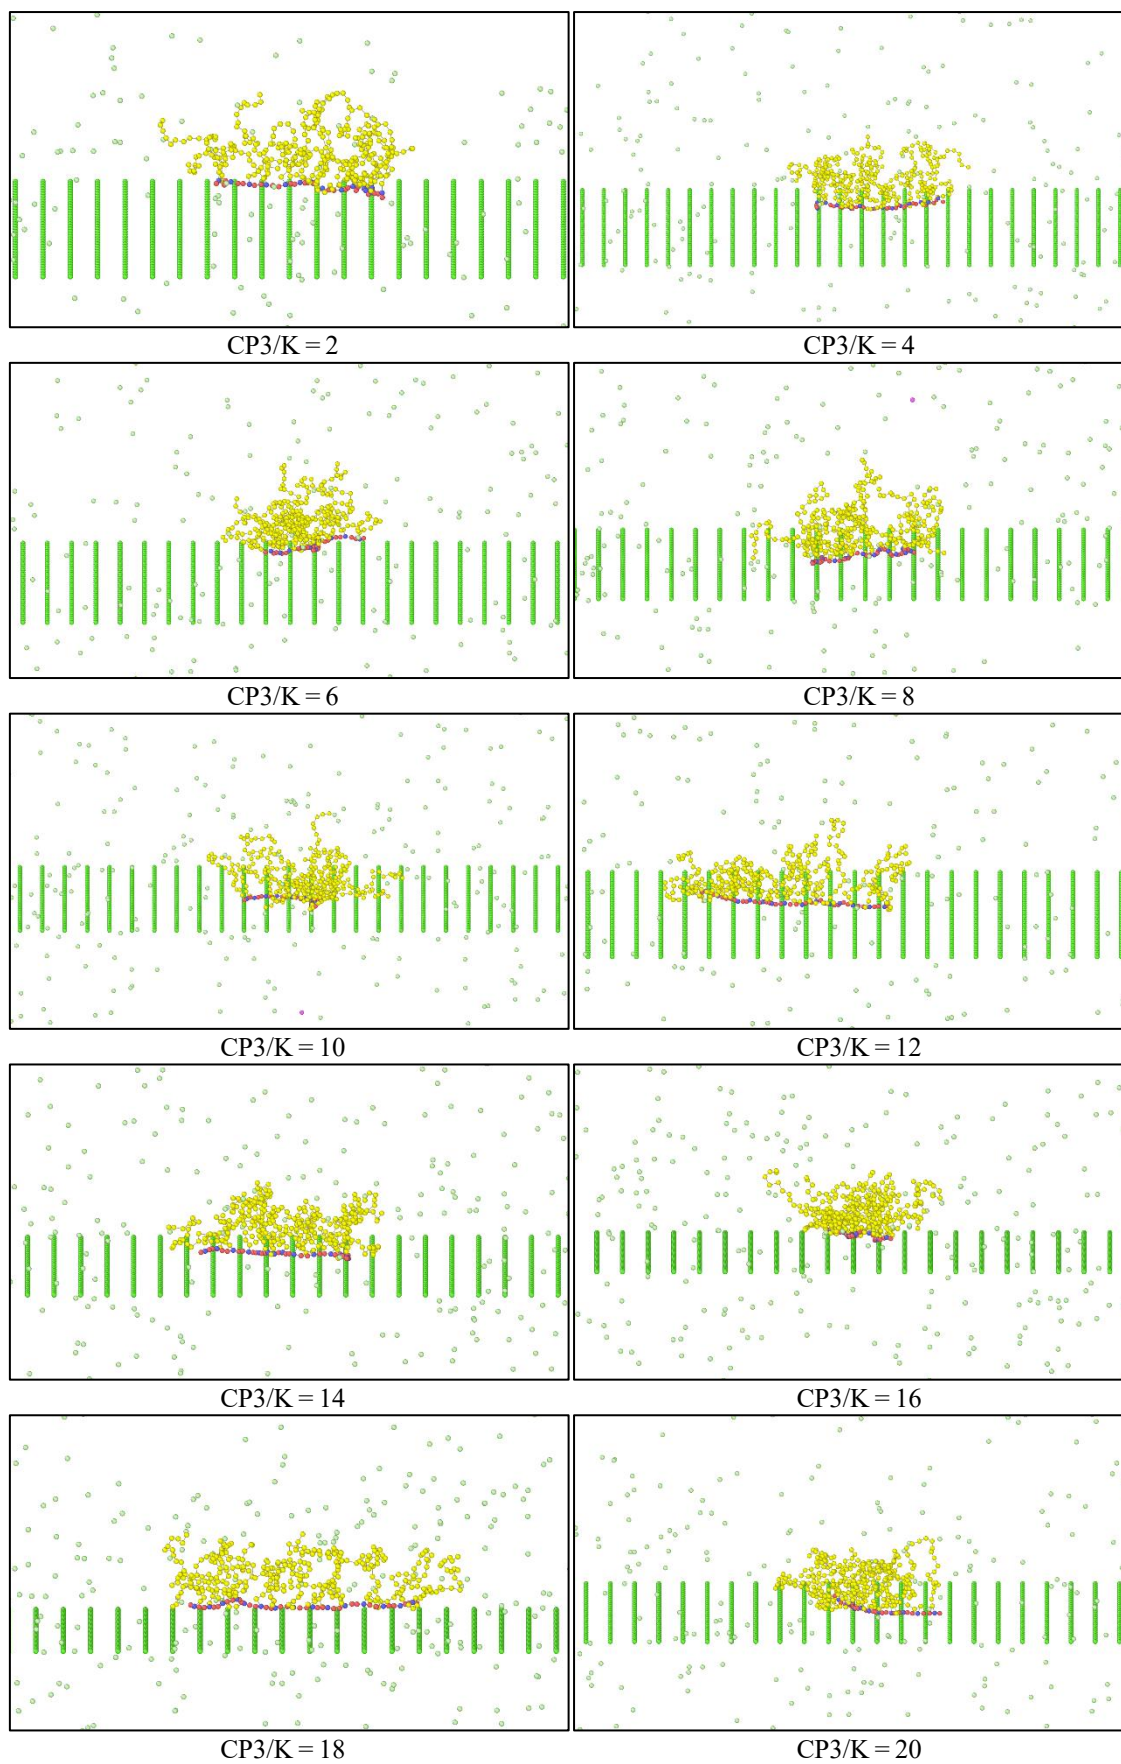 CP3/K = 2
CP3/K = 4
CP3/K = 6
CP3/K = 8
CP3/K = 10
CP3/K = 12
CP3/K = 14
CP3/K = 16
CP3/K = 18
CP3/K = 20